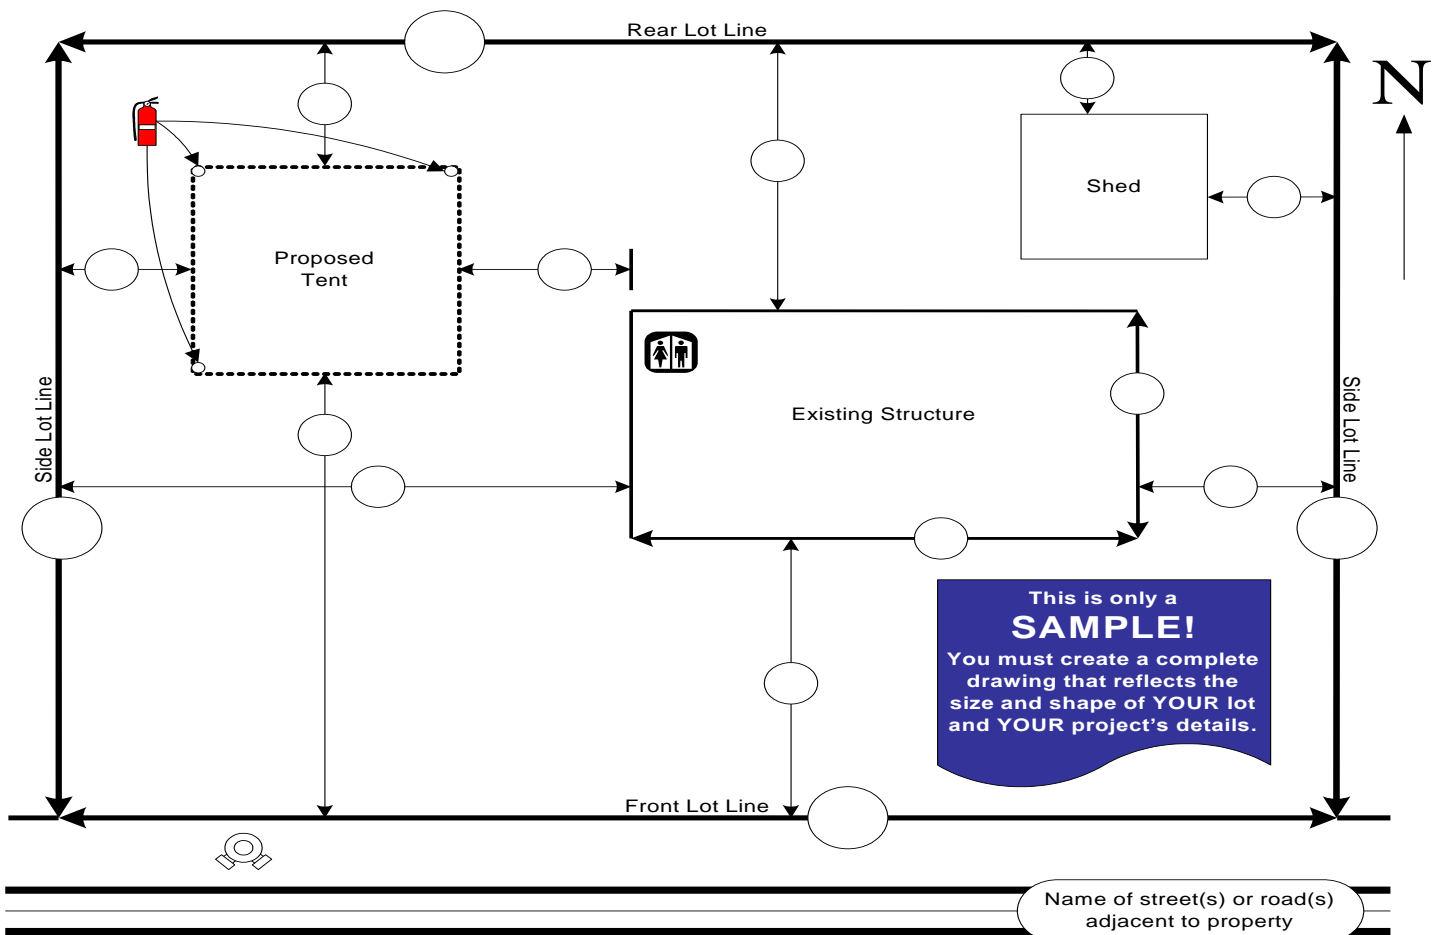 Rear Lot Line
N
Shed
Proposed
Tent
Side Lot Line
Existing Structure
Side Lot Line
This is only a
SAMPLE!
You must create a complete
drawing that reflects the
size and shape of YOUR lot
and YOUR project's details.
Front Lot Line
Name of street(s) or road(s)
adjacent to property